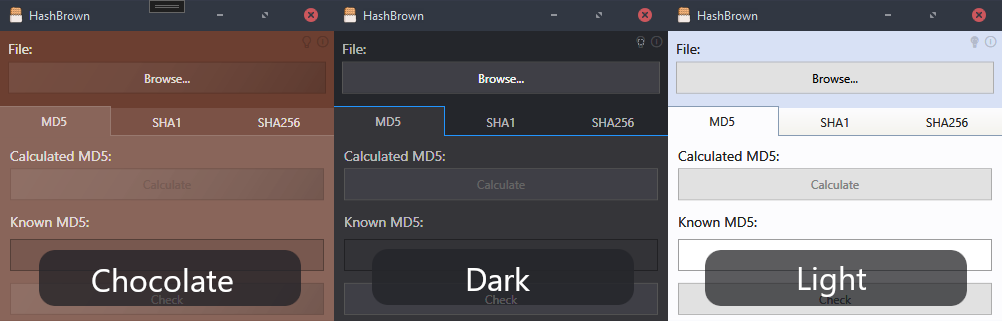 HashBrown
File:
Browse...
MD5 SHA1 SHA256
Calculated MD5:
Calculate
Known MD5:
Chocolate
Check
HashBrown
File:
Browse...
MD5 SHA1 SHA256
Calculated MD5:
Calculate
Known MD5:
Dark
Check
HashBrown
File:
Browse...
MD5 SHA1 SHA256
Calculated MD5:
Calculate
Known MD5:
Light
Check